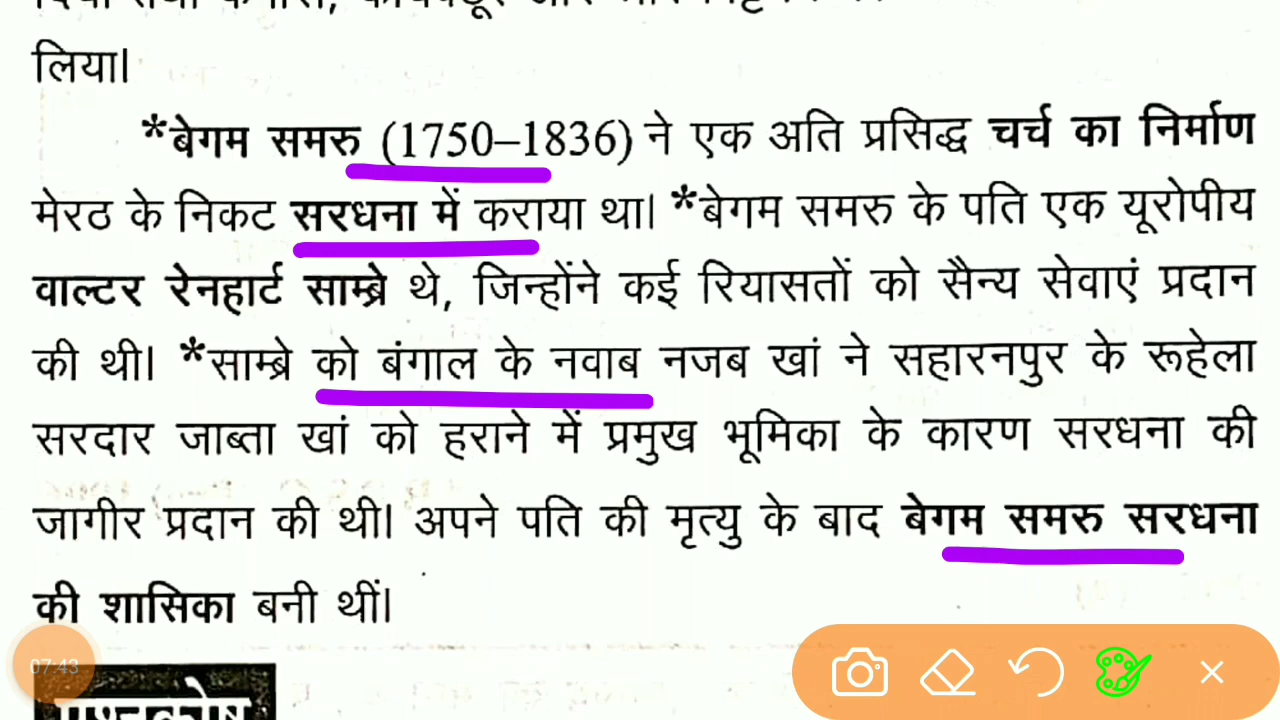 लिया।
*बेगम समरु (1750–1836) ने एक अति प्रसिद्ध चर्च का निर्माण
मेरठ के निकट सरधना में कराया था। *बेगम समरु के पति एक यूरोपीय
वाल्टर रेनहार्ट साम्ब्रे थे, जिन्होंने कई रियासतों को सैन्य सेवाएं प्रदान
की थी। *साम्ब्रे को बंगाल के नवाब नजब खां ने सहारनपुर के रूहेला
सरदार जाब्ता खां को हराने में प्रमुख भूमिका के कारण सरधना की
जागीर प्रदान की थी। अपने पति की मृत्यु के बाद बेगम समरु सरधना
की शासिका बनी थीं।
07:43